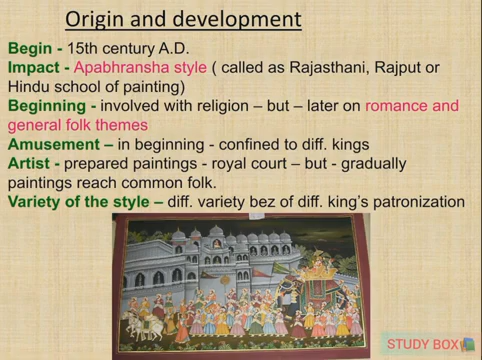 Origin and development
Begin - 15th century A.D.
Impact - Apabhransha style ( called as Rajasthani, Rajput or
Hindu school of painting)
Beginning - involved with religion – but – later on romance and
general folk themes
Amusement – in beginning - confined to diff. kings
Artist - prepared paintings - royal court – but - gradually
paintings reach common folk.
Variety of the style – diff. variety bez of diff. king's patronization
STUDY BOX